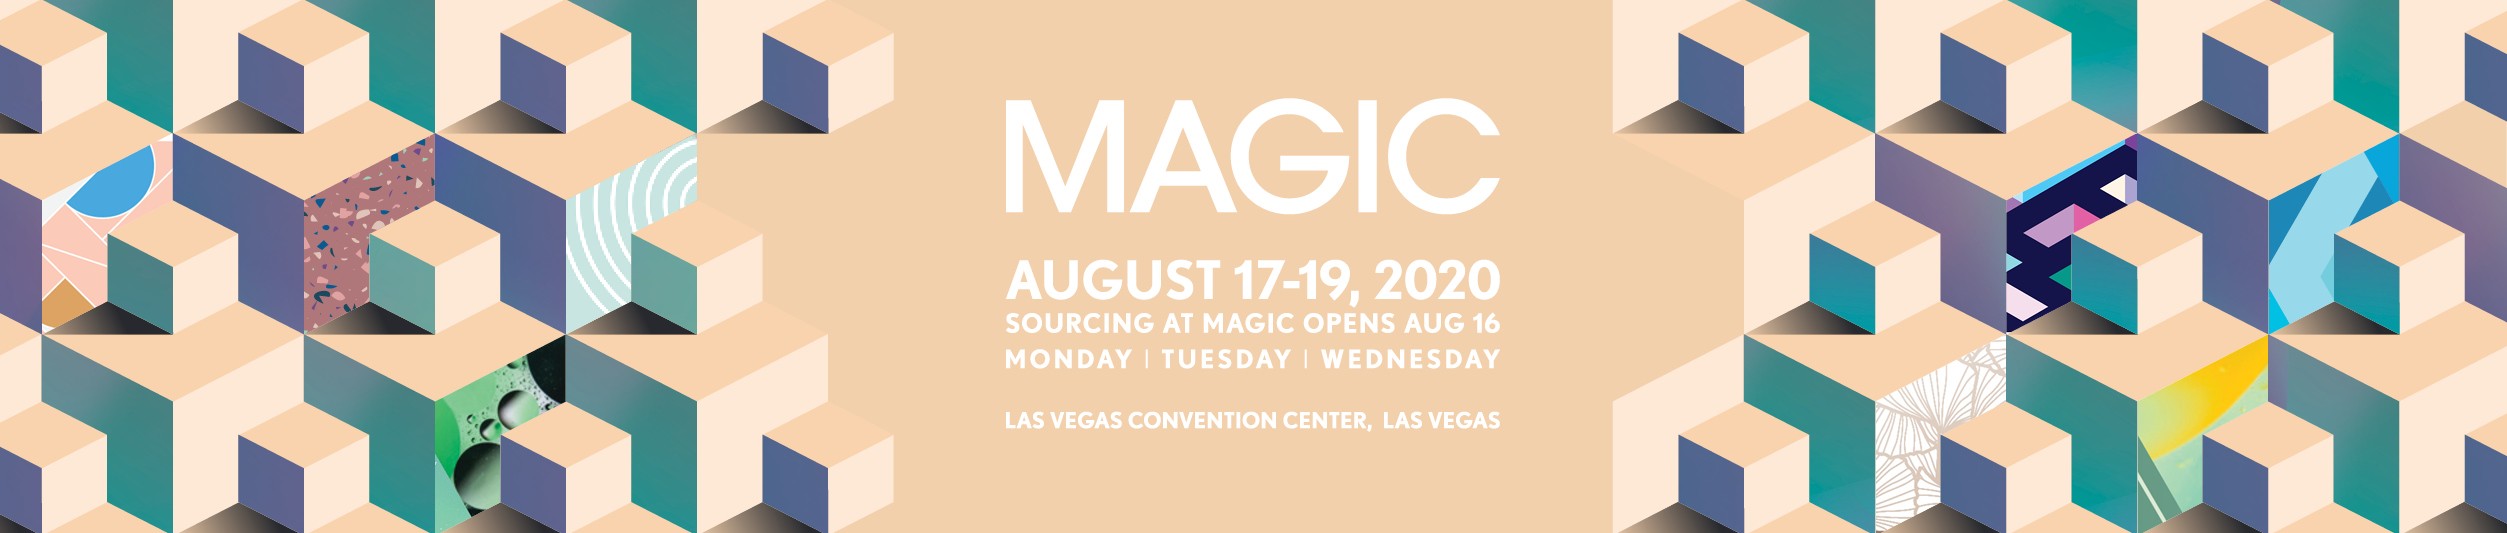 MAGIC
AUGUST 17-19, 2020
SOURCING AT MAGIC OPENS AUG 16
MONDAY | TUESDAY | WEDNESDAY
LAS VEGAS CONVENTION CENTER, LAS VEGAS